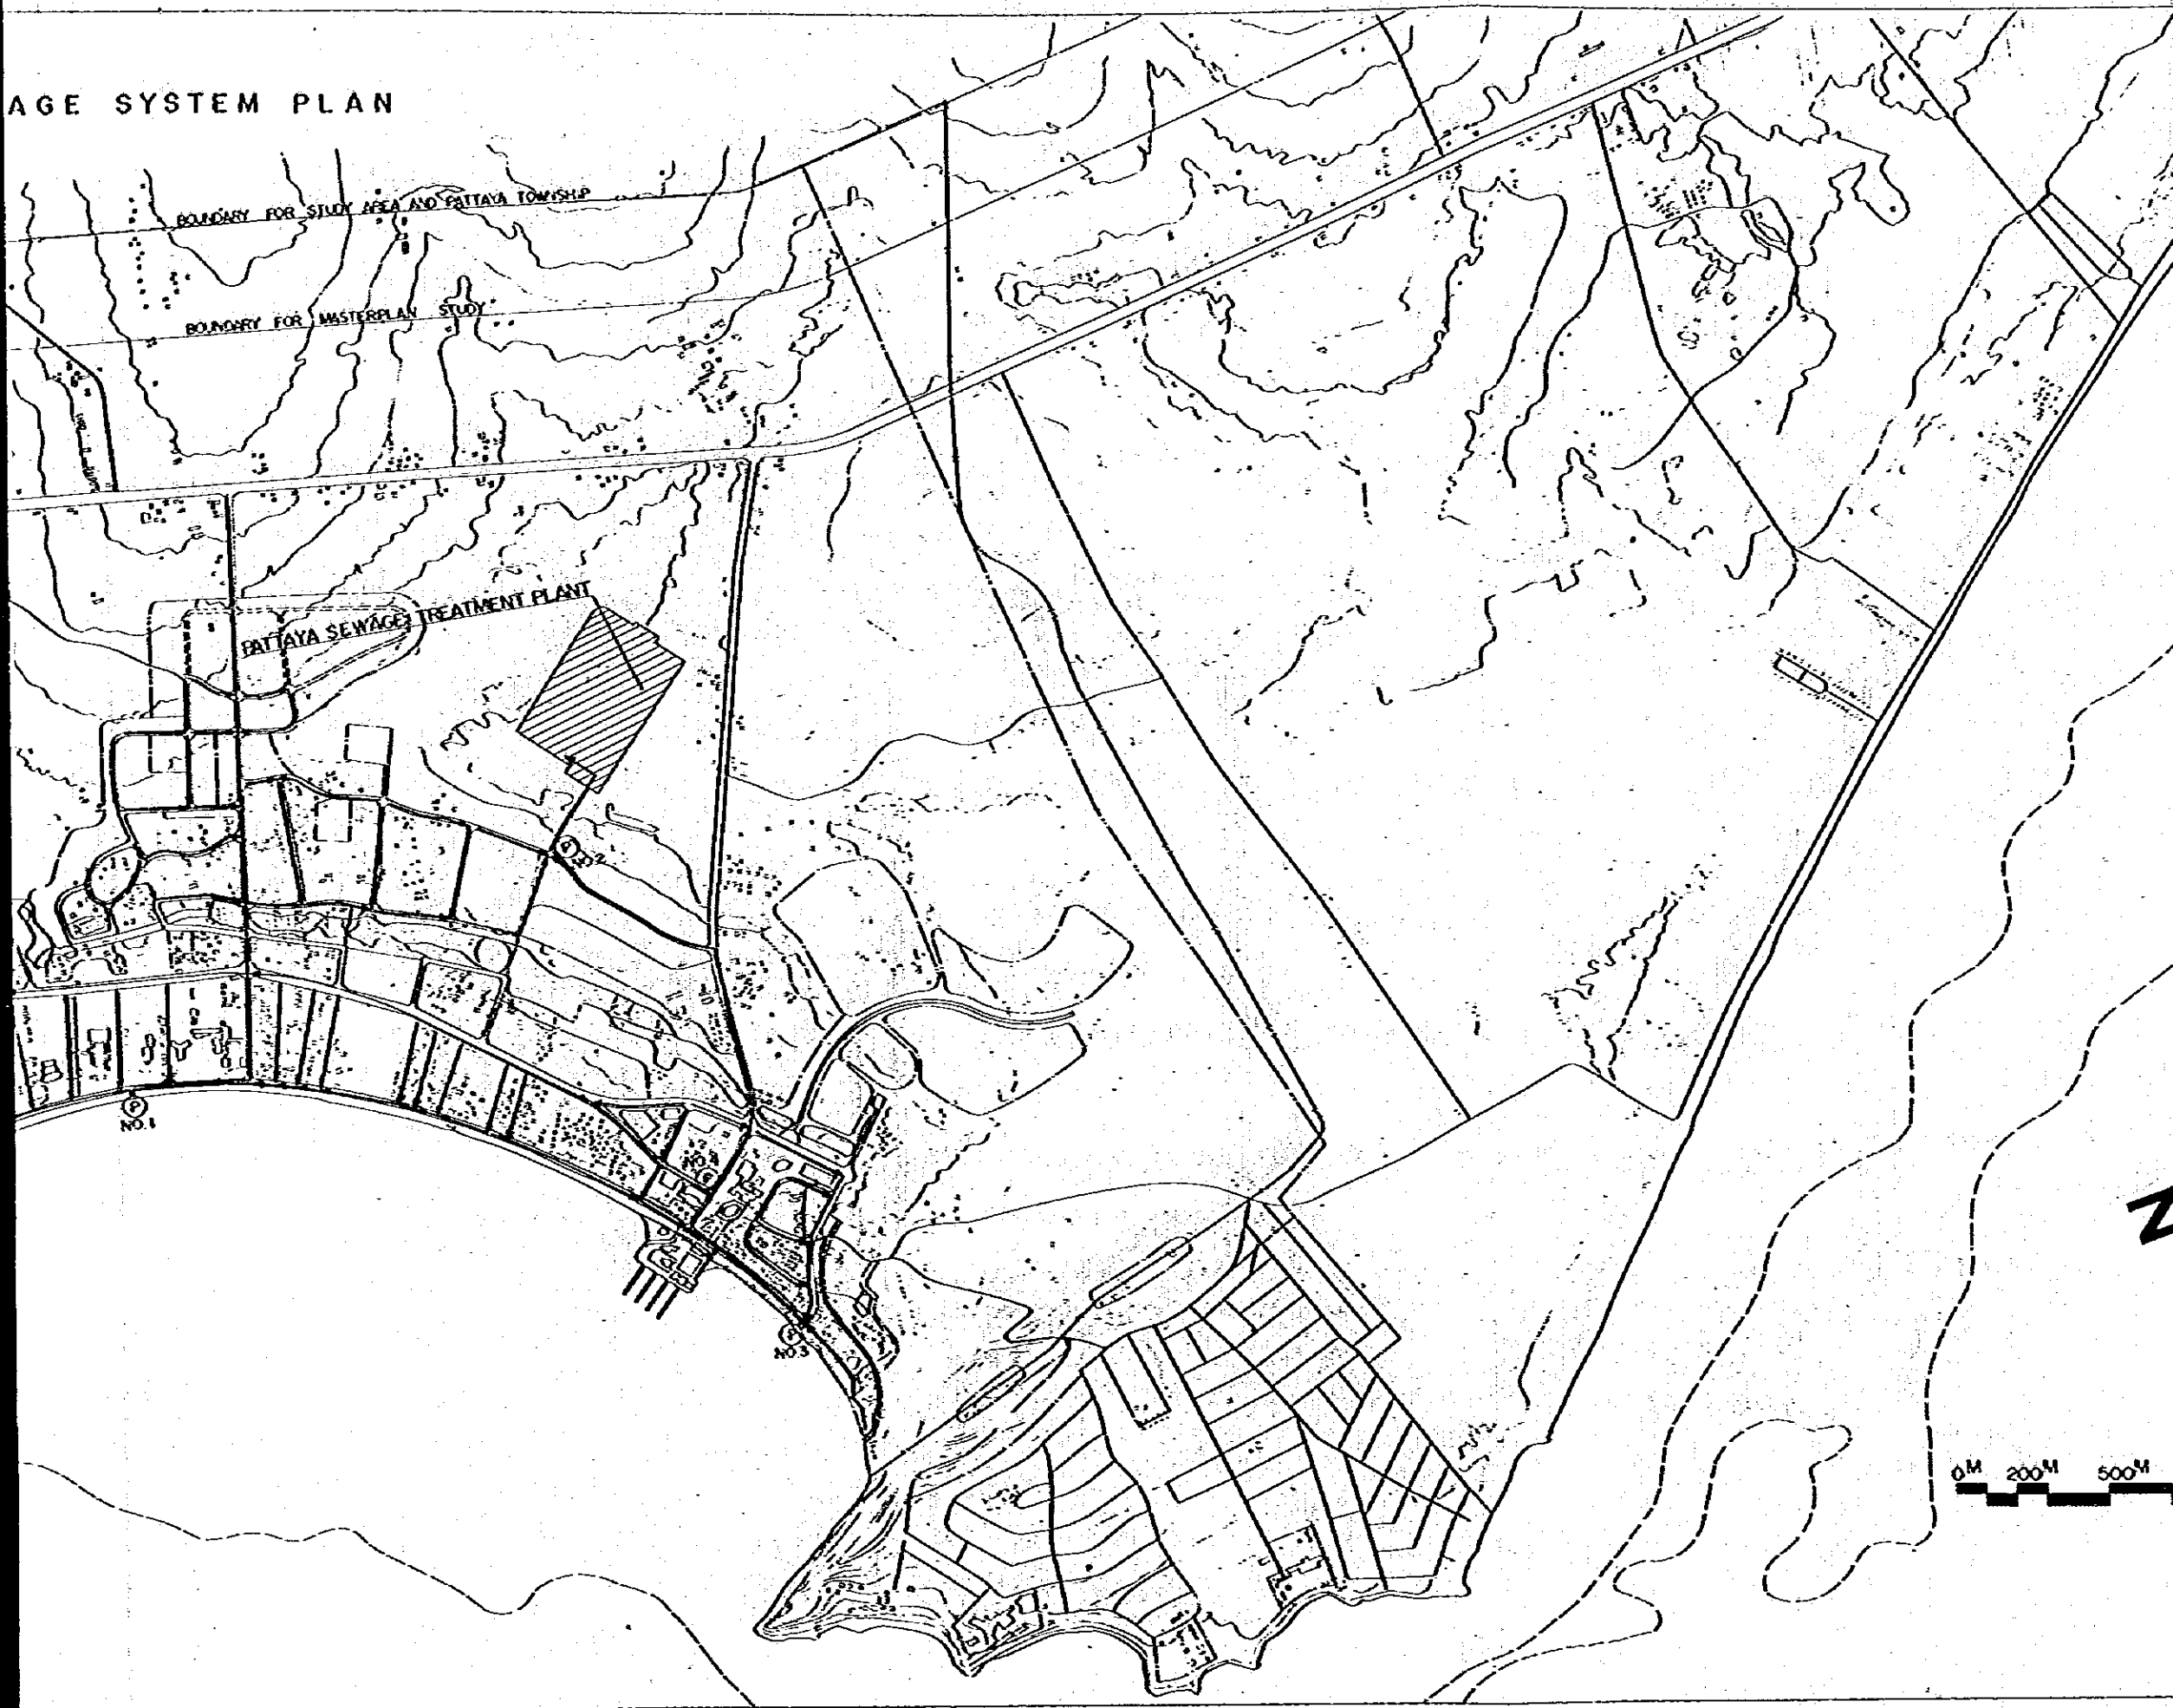 AGE SYSTEM PLAN
BOUNDARY FOR STUDY AREA AND PATTAYA TOWNSHIP
BOUNDARY FOR MASTERPLAN STUDY
PATTAYA SEWAGE TREATMENT PLANT
P
NO.1
P
NO.3
N
0M 200M 500M